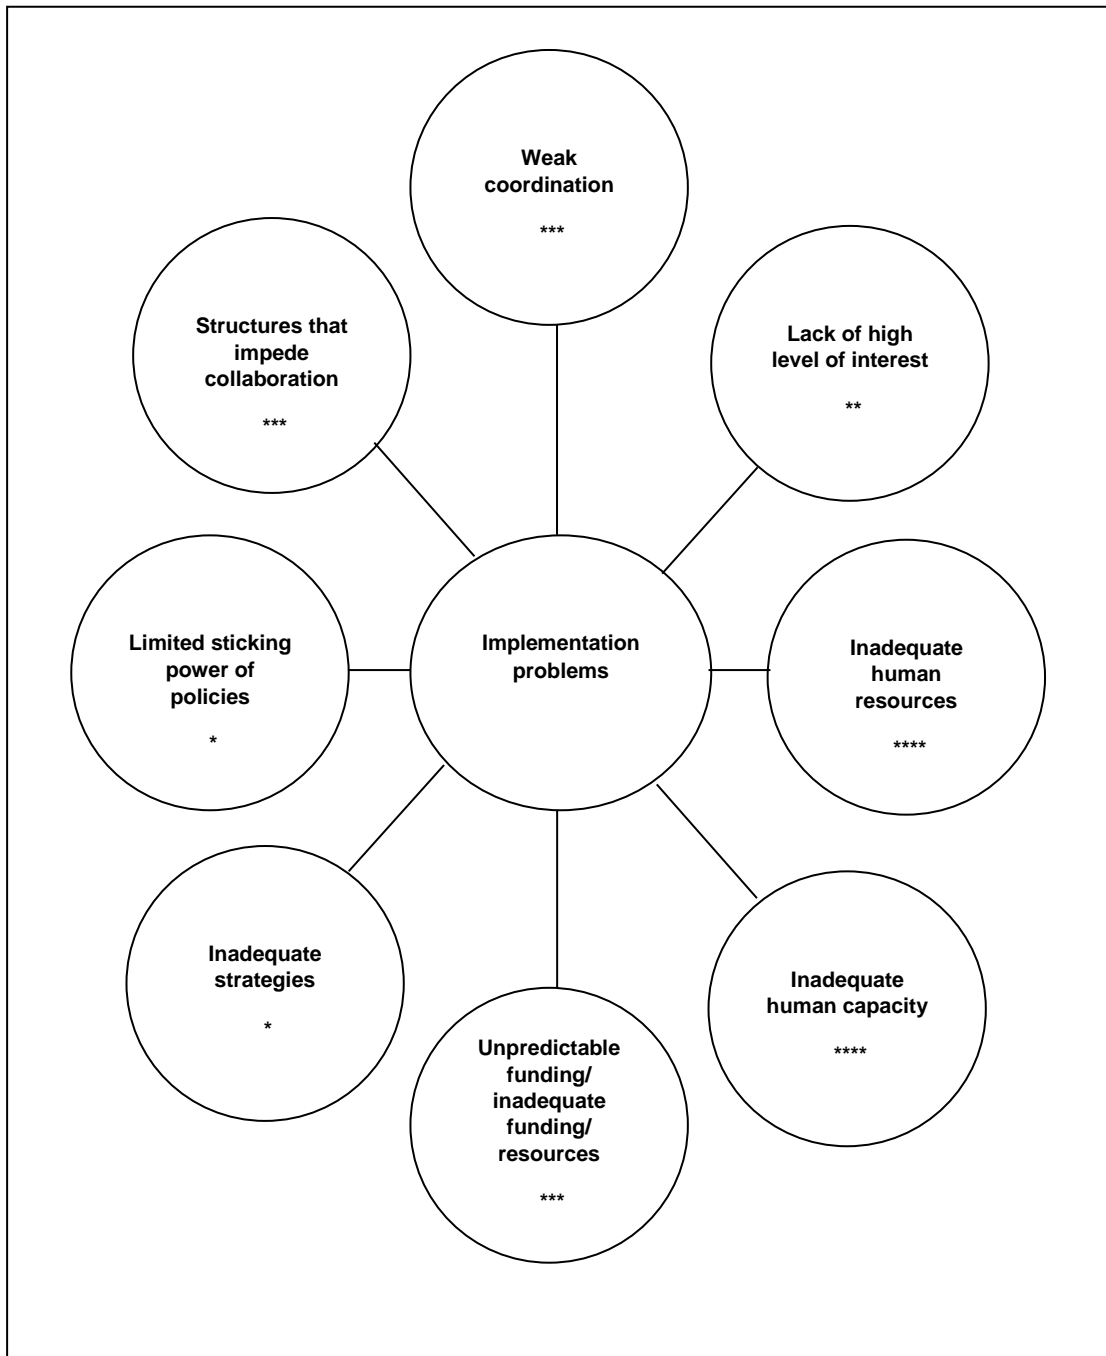 Weak
coordination
***
Structures that
impede
collaboration
***
Lack of high
level of interest
**
Limited sticking
power of
policies
*
Implementation
problems
Inadequate
human
resources
****
Inadequate
strategies
*
Unpredictable
funding/
inadequate
funding/
resources
***
Inadequate
human capacity
****